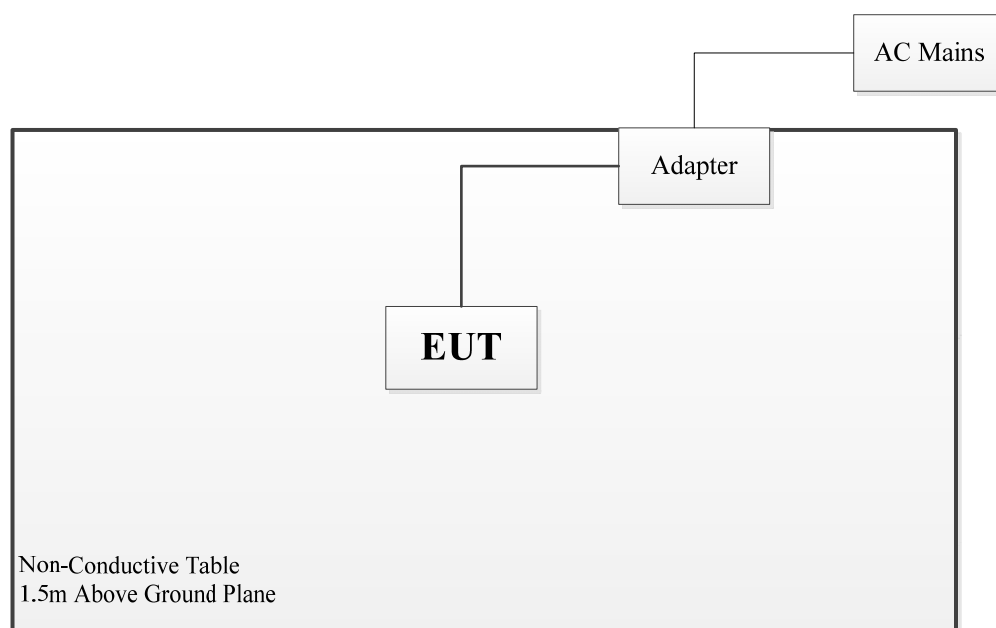 AC Mains
Adapter
EUT
Non-Conductive Table
1.5m Above Ground Plane